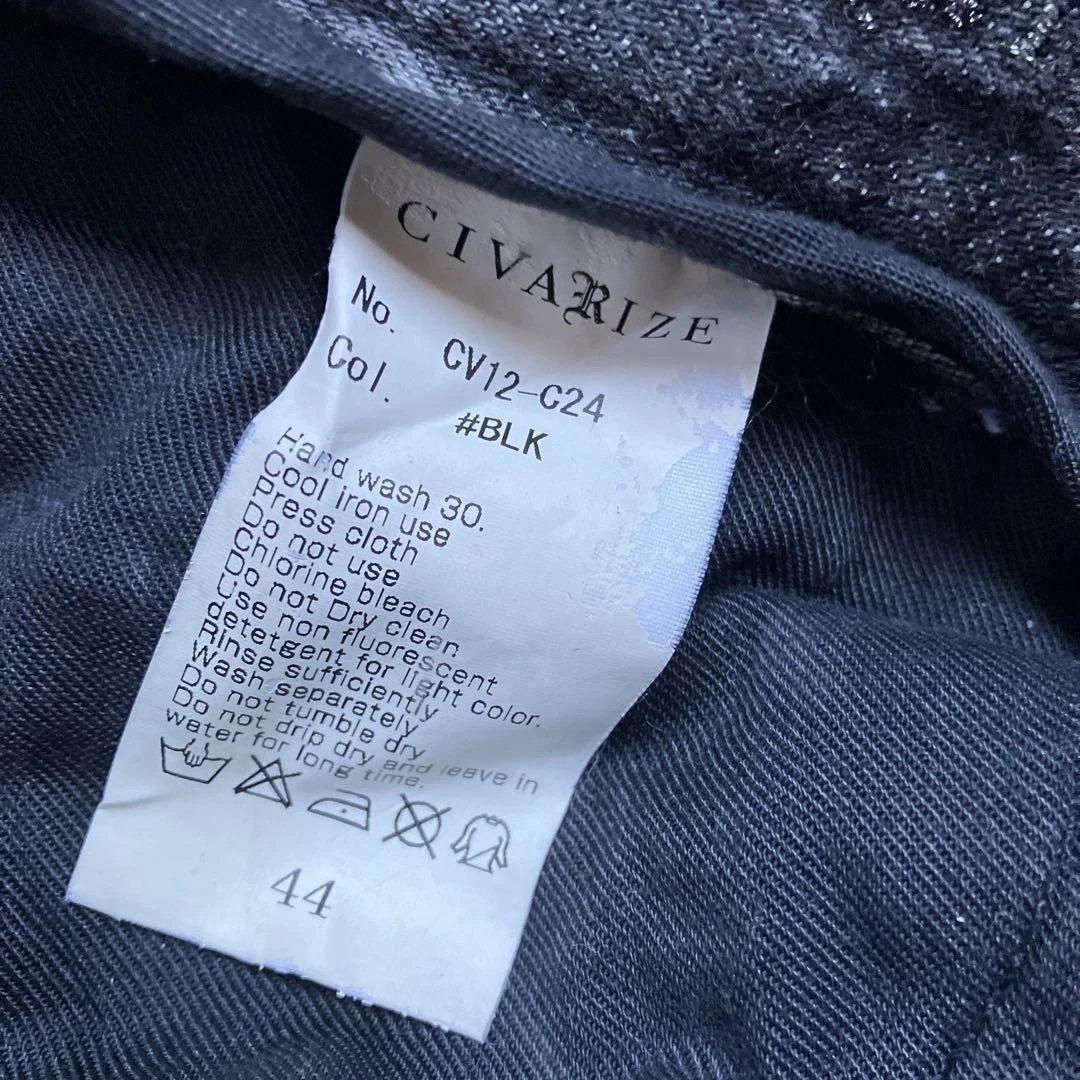 CIVARIZE
No. CV12-C24
Col. #BLK
Hand wash 30.
Cool iron use
Press cloth
Do not use
Chlorine bleach
Do not Dry clean
Use non fluorescent
detetgent for light color.
Rinse sufficiently
Wash separately
Do not tumble dry
Do not drip dry and leave in
water for long time.
44